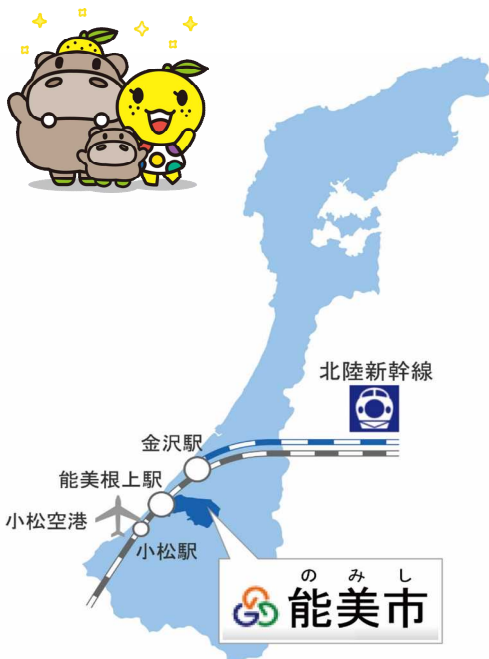 北陸新幹線
金沢駅
能美根上駅
小松空港
小松駅
のみし
能美市